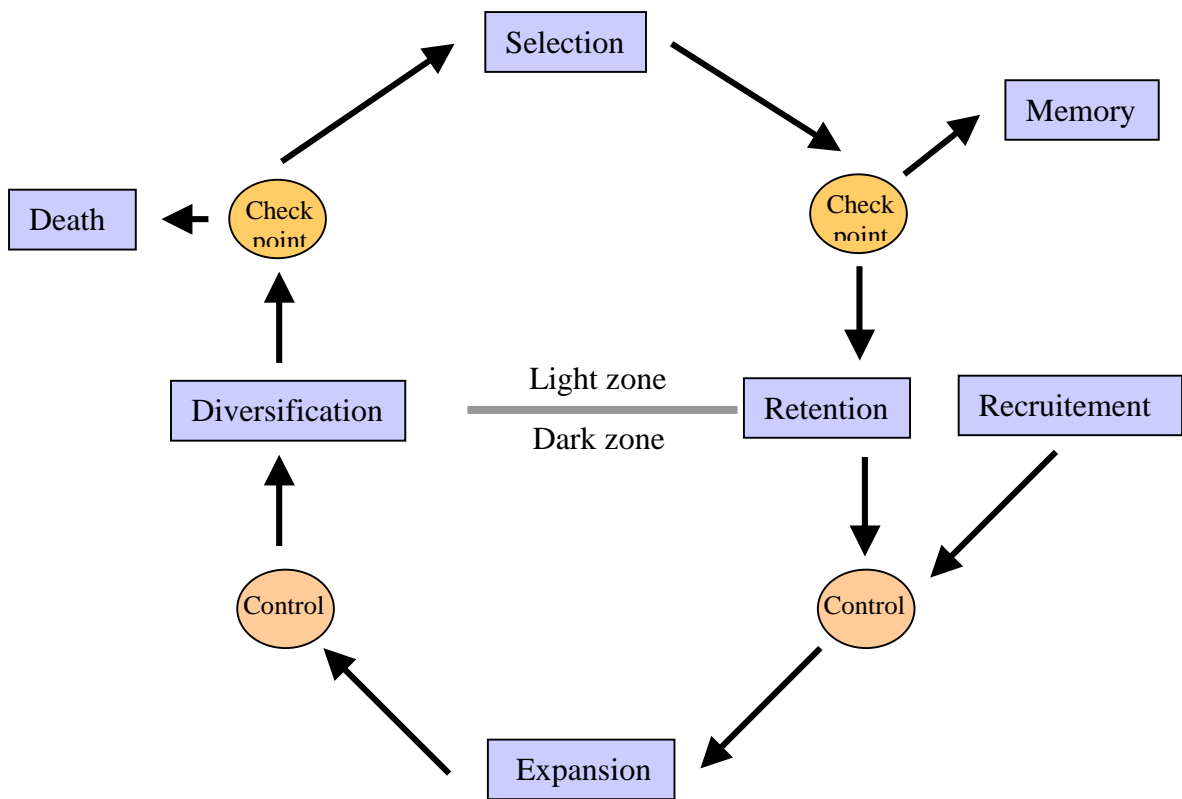 Selection
Memory
Death
Check
point
Check
point
Light zone
Diversification
Retention
Recruitement
Dark zone
Control
Control
Expansion